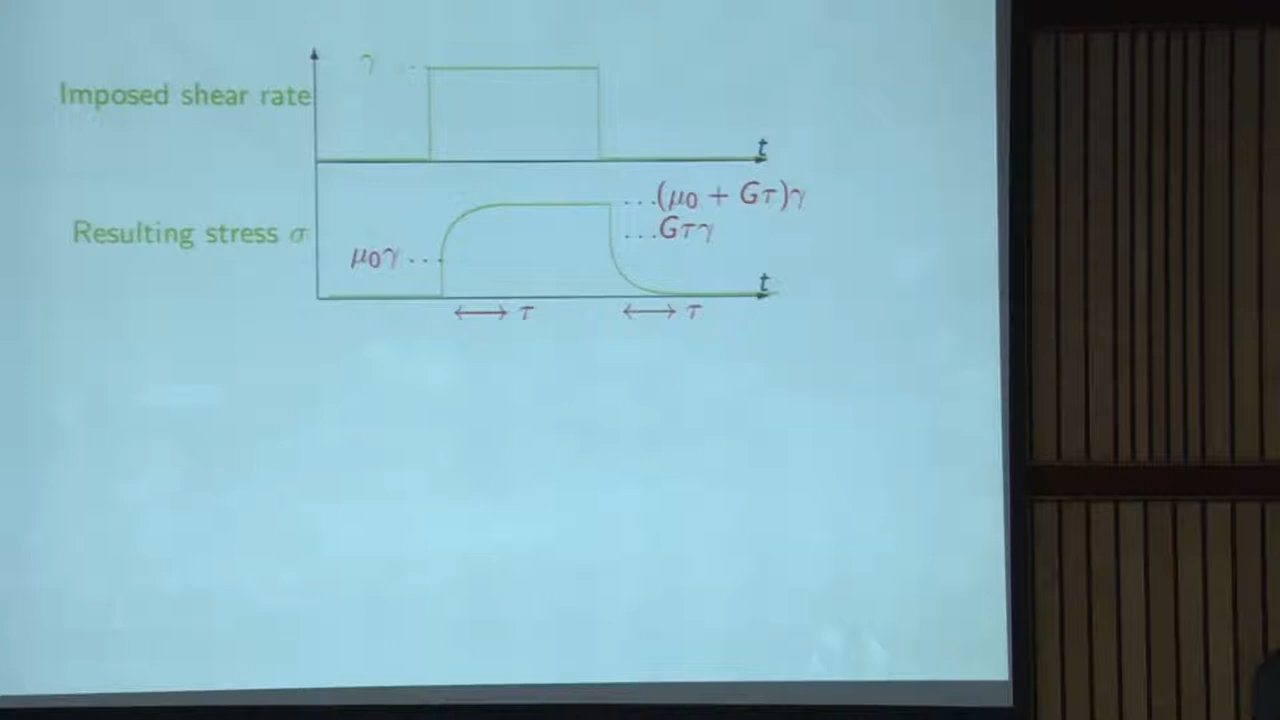 γ
Imposed shear rate
t
...(μ₀ + Gτ)γ
Resulting stress σ
...Gτγ
μ₀γ ...
t
τ
τ